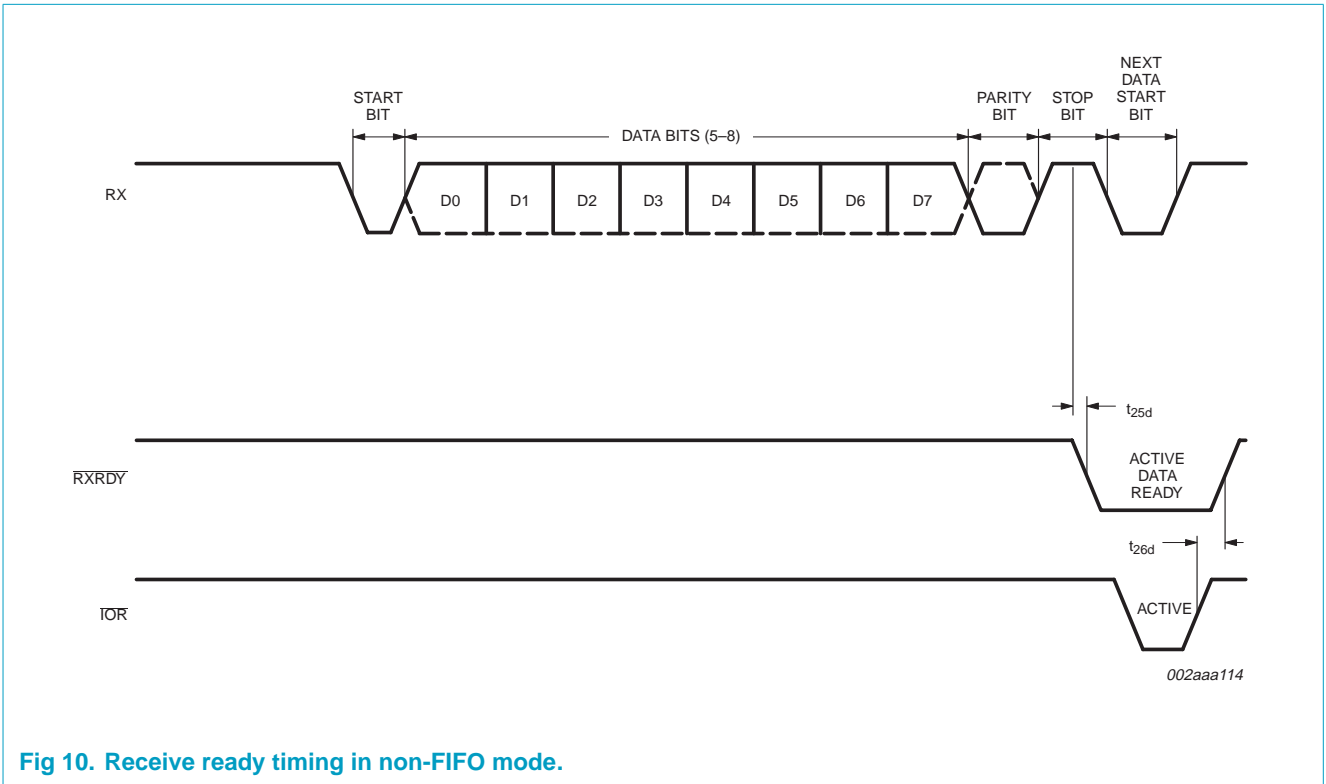 START
BIT
DATA BITS (5–8)
PARITY
BIT
STOP
BIT
NEXT
DATA
START
BIT
RX
D0
D1
D2
D3
D4
D5
D6
D7
t25d
RXRDY
ACTIVE
DATA
READY
t26d
IOR
ACTIVE
002aaa114
Fig 10. Receive ready timing in non-FIFO mode.